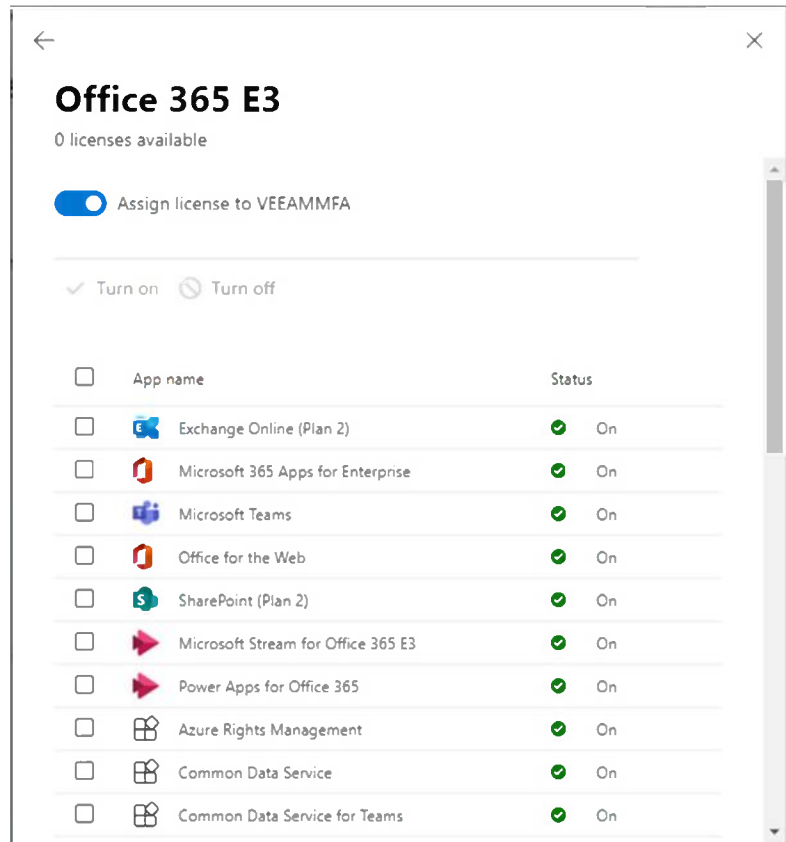 Office 365 E3
0 licenses available
Assign license to VEEAMMFA
Turn on Turn off
App name Status
Exchange Online (Plan 2) On
Microsoft 365 Apps for Enterprise On
Microsoft Teams On
Office for the Web On
SharePoint (Plan 2) On
Microsoft Stream for Office 365 E3 On
Power Apps for Office 365 On
Azure Rights Management On
Common Data Service On
Common Data Service for Teams On